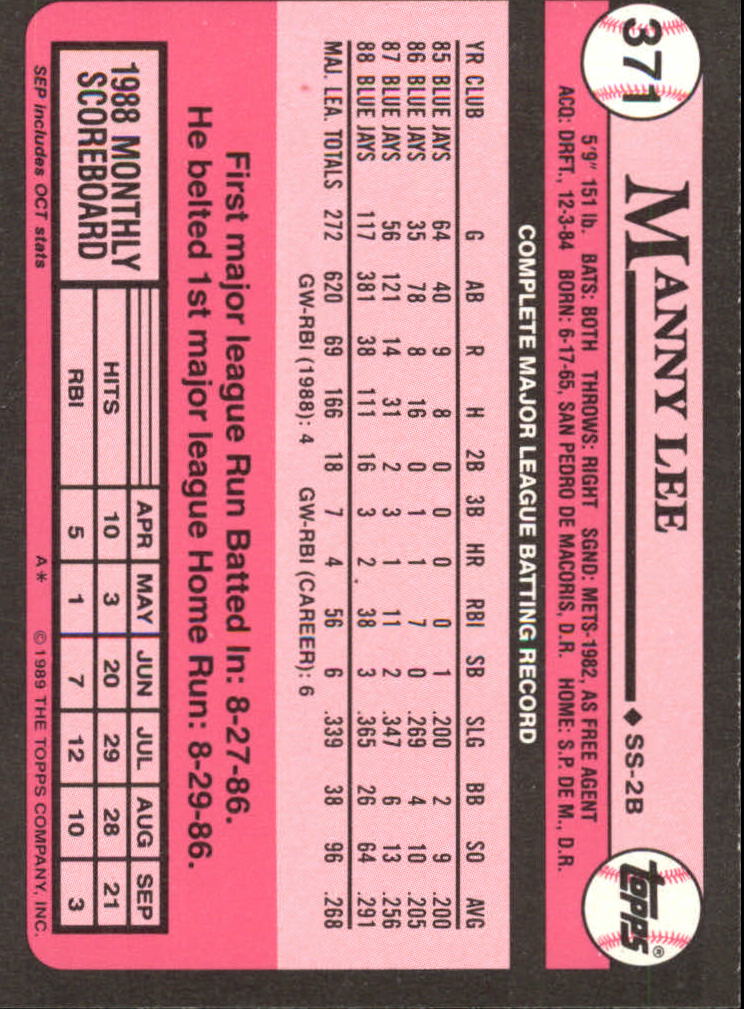 371
MANNY LEE ♦ SS-2B
topps®
5'9" 151 lb. BATS: BOTH THROWS: RIGHT SGND: METS-1982, AS FREE AGENT
ACQ: DRFT., 12-3-84 BORN: 6-17-65, SAN PEDRO DE MACORIS, D.R. HOME: S.P. DE M., D.R.
COMPLETE MAJOR LEAGUE BATTING RECORD
YR CLUB G AB R H 2B 3B HR RBI SB SLG BB SO AVG
85 BLUE JAYS 64 40 9 8 0 0 0 0 1 .200 2 9 .200
86 BLUE JAYS 35 78 8 16 0 1 1 7 0 .269 4 10 .205
87 BLUE JAYS 56 121 14 31 2 3 1 11 2 .347 6 13 .256
88 BLUE JAYS 117 381 38 111 16 3 2 38 3 .365 26 64 .291
MAJ. LEA. TOTALS 272 620 69 166 18 7 4 56 6 .339 38 96 .268
GW-RBI (1988): 4 GW-RBI (CAREER): 6
First major league Run Batted In: 8-27-86.
He belted 1st major league Home Run: 8-29-86.
1988 MONTHLY
SCOREBOARD
APR MAY JUN JUL AUG SEP
HITS 10 3 20 29 28 21
RBI 5 1 7 12 10 3
SEP includes OCT stats A* © 1989 THE TOPPS COMPANY, INC.